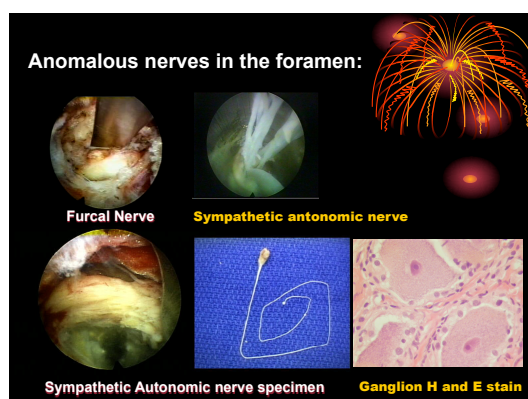 Anomalous nerves in the foramen:
Furcal Nerve
Sympathetic antonomic nerve
Sympathetic Autonomic nerve specimen
Ganglion H and E stain